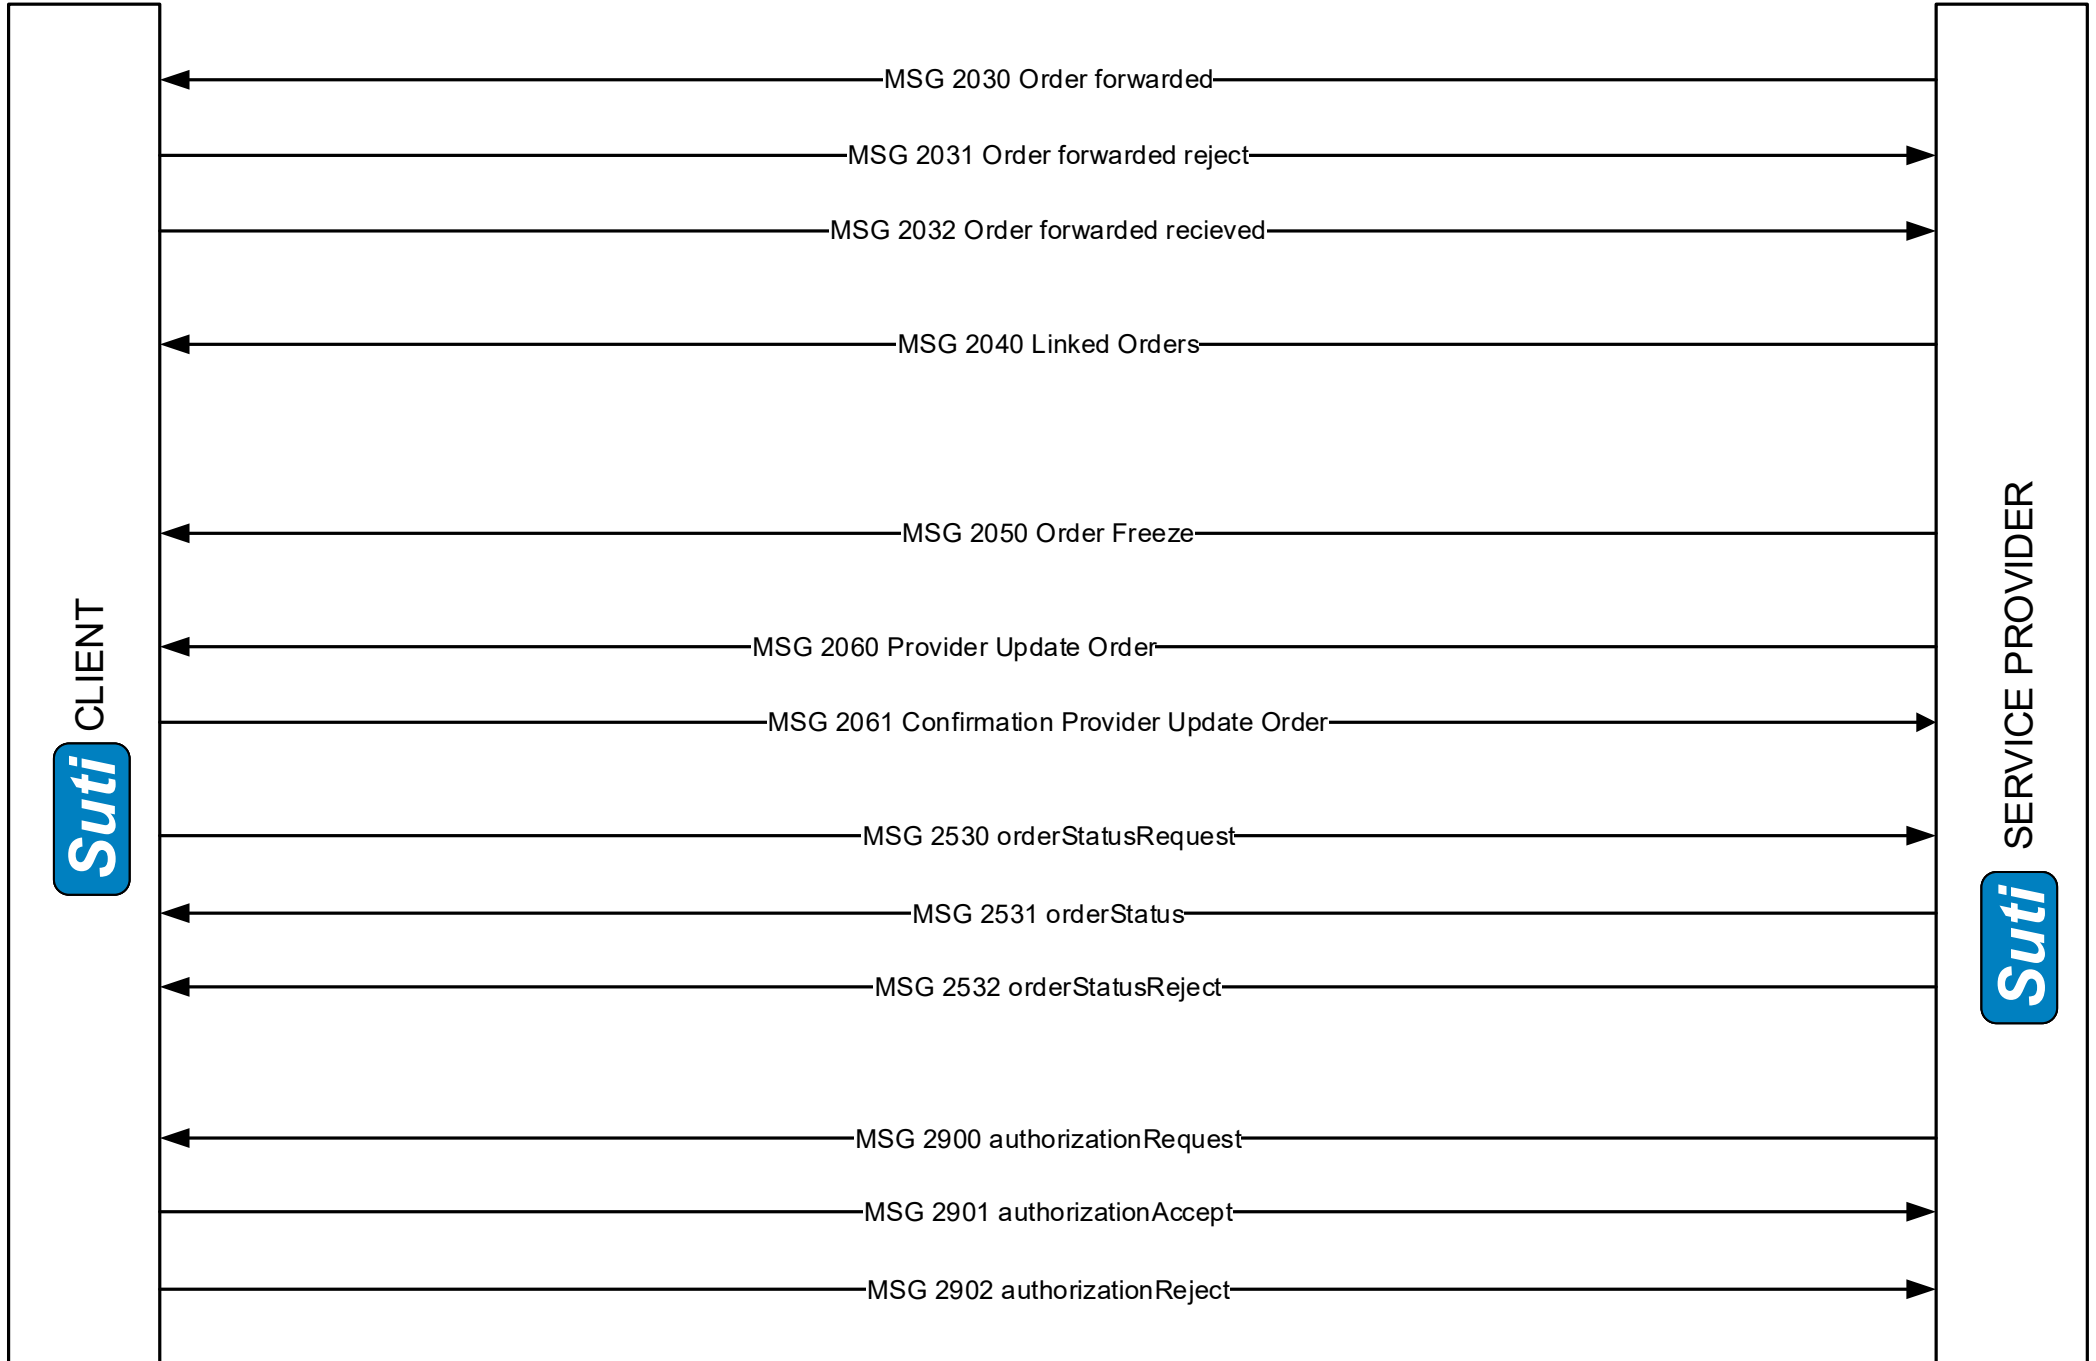 MSG 2030 Order forwarded
MSG 2031 Order forwarded reject
MSG 2032 Order forwarded recieved
MSG 2040 Linked Orders
MSG 2050 Order Freeze
MSG 2060 Provider Update Order
MSG 2061 Confirmation Provider Update Order
MSG 2530 orderStatusRequest
MSG 2531 orderStatus
MSG 2532 orderStatusReject
MSG 2900 authorizationRequest
MSG 2901 authorizationAccept
MSG 2902 authorizationReject
Suti CLIENT
Suti SERVICE PROVIDER